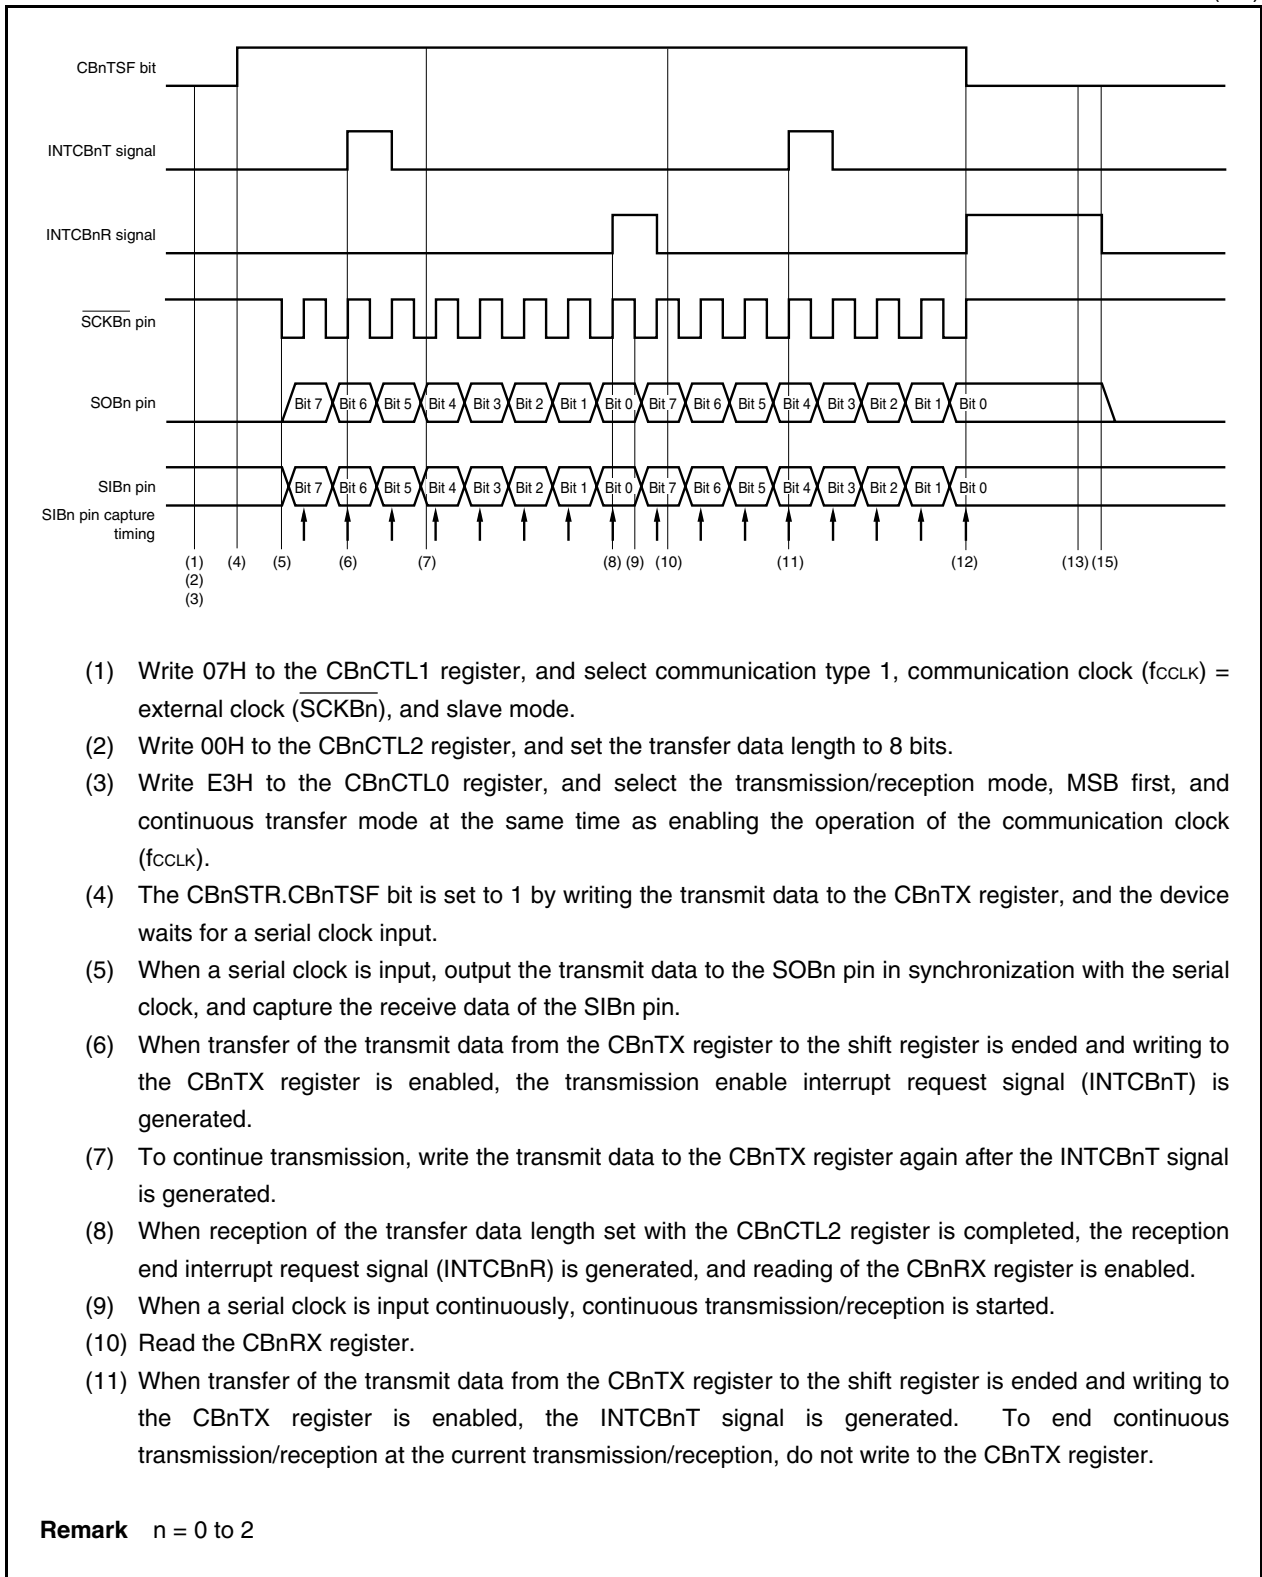 CBnTSF bit
INTCBnT signal
INTCBnR signal
SCKBn pin
SOBn pin
Bit 7 Bit 6 Bit 5 Bit 4 Bit 3 Bit 2 Bit 1 Bit 0 Bit 7 Bit 6 Bit 5 Bit 4 Bit 3 Bit 2 Bit 1 Bit 0
SIBn pin
Bit 7 Bit 6 Bit 5 Bit 4 Bit 3 Bit 2 Bit 1 Bit 0 Bit 7 Bit 6 Bit 5 Bit 4 Bit 3 Bit 2 Bit 1 Bit 0
SIBn pin capture
timing
(1) (4) (5) (6) (7) (8) (9) (10) (11) (12) (13) (15)
(2)
(3)
(1) Write 07H to the CBnCTL1 register, and select communication type 1, communication clock (fCCLK) =
external clock (SCKBn), and slave mode.
(2) Write 00H to the CBnCTL2 register, and set the transfer data length to 8 bits.
(3) Write E3H to the CBnCTL0 register, and select the transmission/reception mode, MSB first, and
continuous transfer mode at the same time as enabling the operation of the communication clock
(fCCLK).
(4) The CBnSTR.CBnTSF bit is set to 1 by writing the transmit data to the CBnTX register, and the device
waits for a serial clock input.
(5) When a serial clock is input, output the transmit data to the SOBn pin in synchronization with the serial
clock, and capture the receive data of the SIBn pin.
(6) When transfer of the transmit data from the CBnTX register to the shift register is ended and writing to
the CBnTX register is enabled, the transmission enable interrupt request signal (INTCBnT) is
generated.
(7) To continue transmission, write the transmit data to the CBnTX register again after the INTCBnT signal
is generated.
(8) When reception of the transfer data length set with the CBnCTL2 register is completed, the reception
end interrupt request signal (INTCBnR) is generated, and reading of the CBnRX register is enabled.
(9) When a serial clock is input continuously, continuous transmission/reception is started.
(10) Read the CBnRX register.
(11) When transfer of the transmit data from the CBnTX register to the shift register is ended and writing to
the CBnTX register is enabled, the INTCBnT signal is generated. To end continuous
transmission/reception at the current transmission/reception, do not write to the CBnTX register.
Remark n = 0 to 2